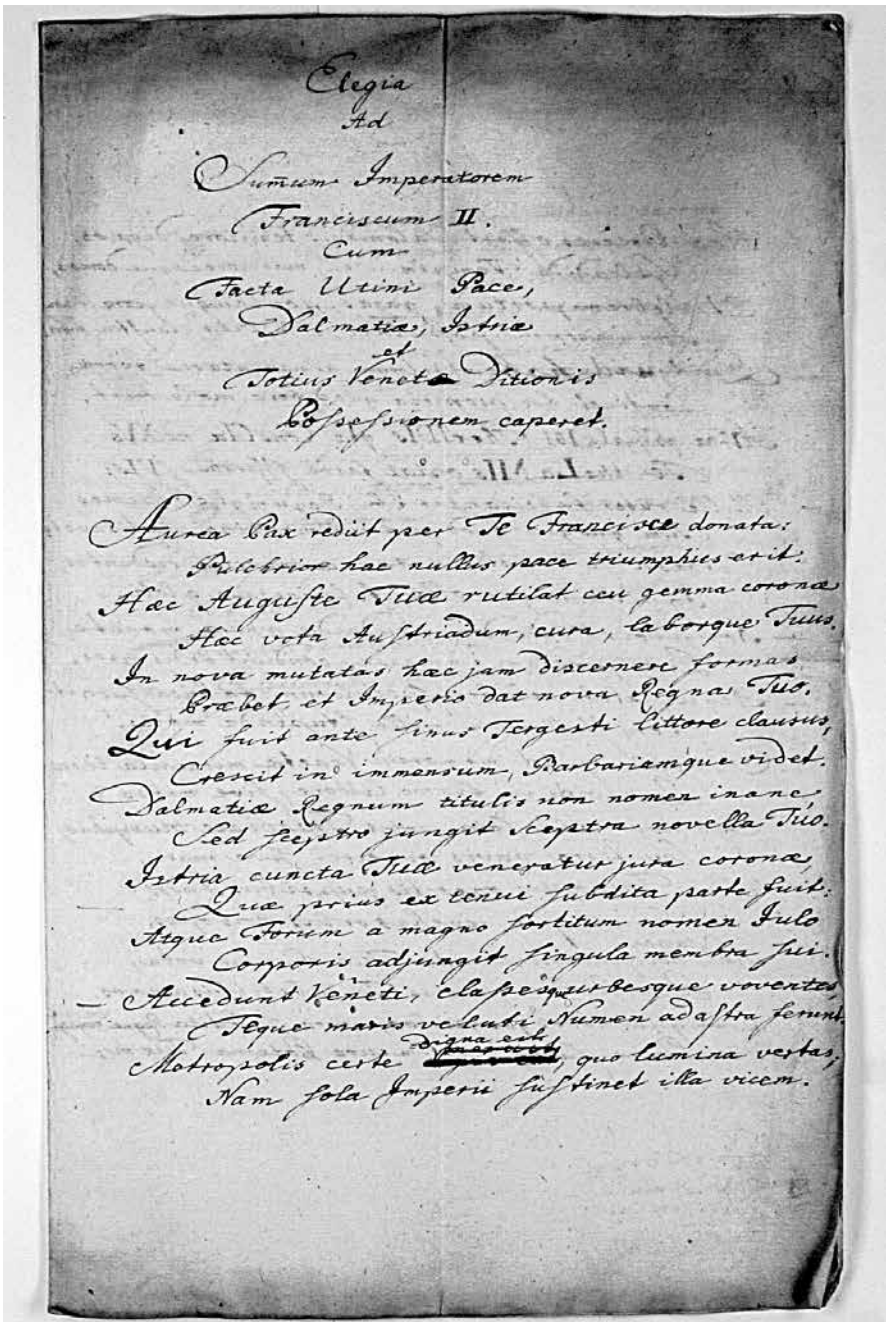 Elegia
Ad
Sum̄um Imperatorem
Franciscum II.
Cum
Facta Utini Pace,
Dalmatiæ, Istriæ
et
Totius Venetæ Ditionis
Possessionem caperet.
Aurea Pax rediit per Te Francisce donata:
Pulchrior hac nullus pace triumphus erit:
Hæc Auguste Tuæ rutilat ceu gemma coronæ
Hæc vota Austriadum, cura, laborque Tuus.
In nova mutatas hæc jam discernere formas
Præbet, et Imperio dat nova Regna Tuo.
Qui fuit ante sinus Tergesti littore clausus,
Crescit in immensum, Barbariamque videt.
Dalmatiæ Regnum titulis non nomen inane
Sed sceptro jungit sceptra novella Tuo.
Istria cuncta Tuæ veneratur jura coronæ,
Quæ prius ex tenui subdita parte fuit:
Atque Forum a magno sortitum nomen Iulo
Corporis adjungit singula membra sui.
Accedunt Veneti, classesque urbesque voventes,
Teque maris veluti Numen ad astra ferunt.
Metropolis certe digna est, quo lumina vertas,
Nam sola Imperii sustinet illa vicem.